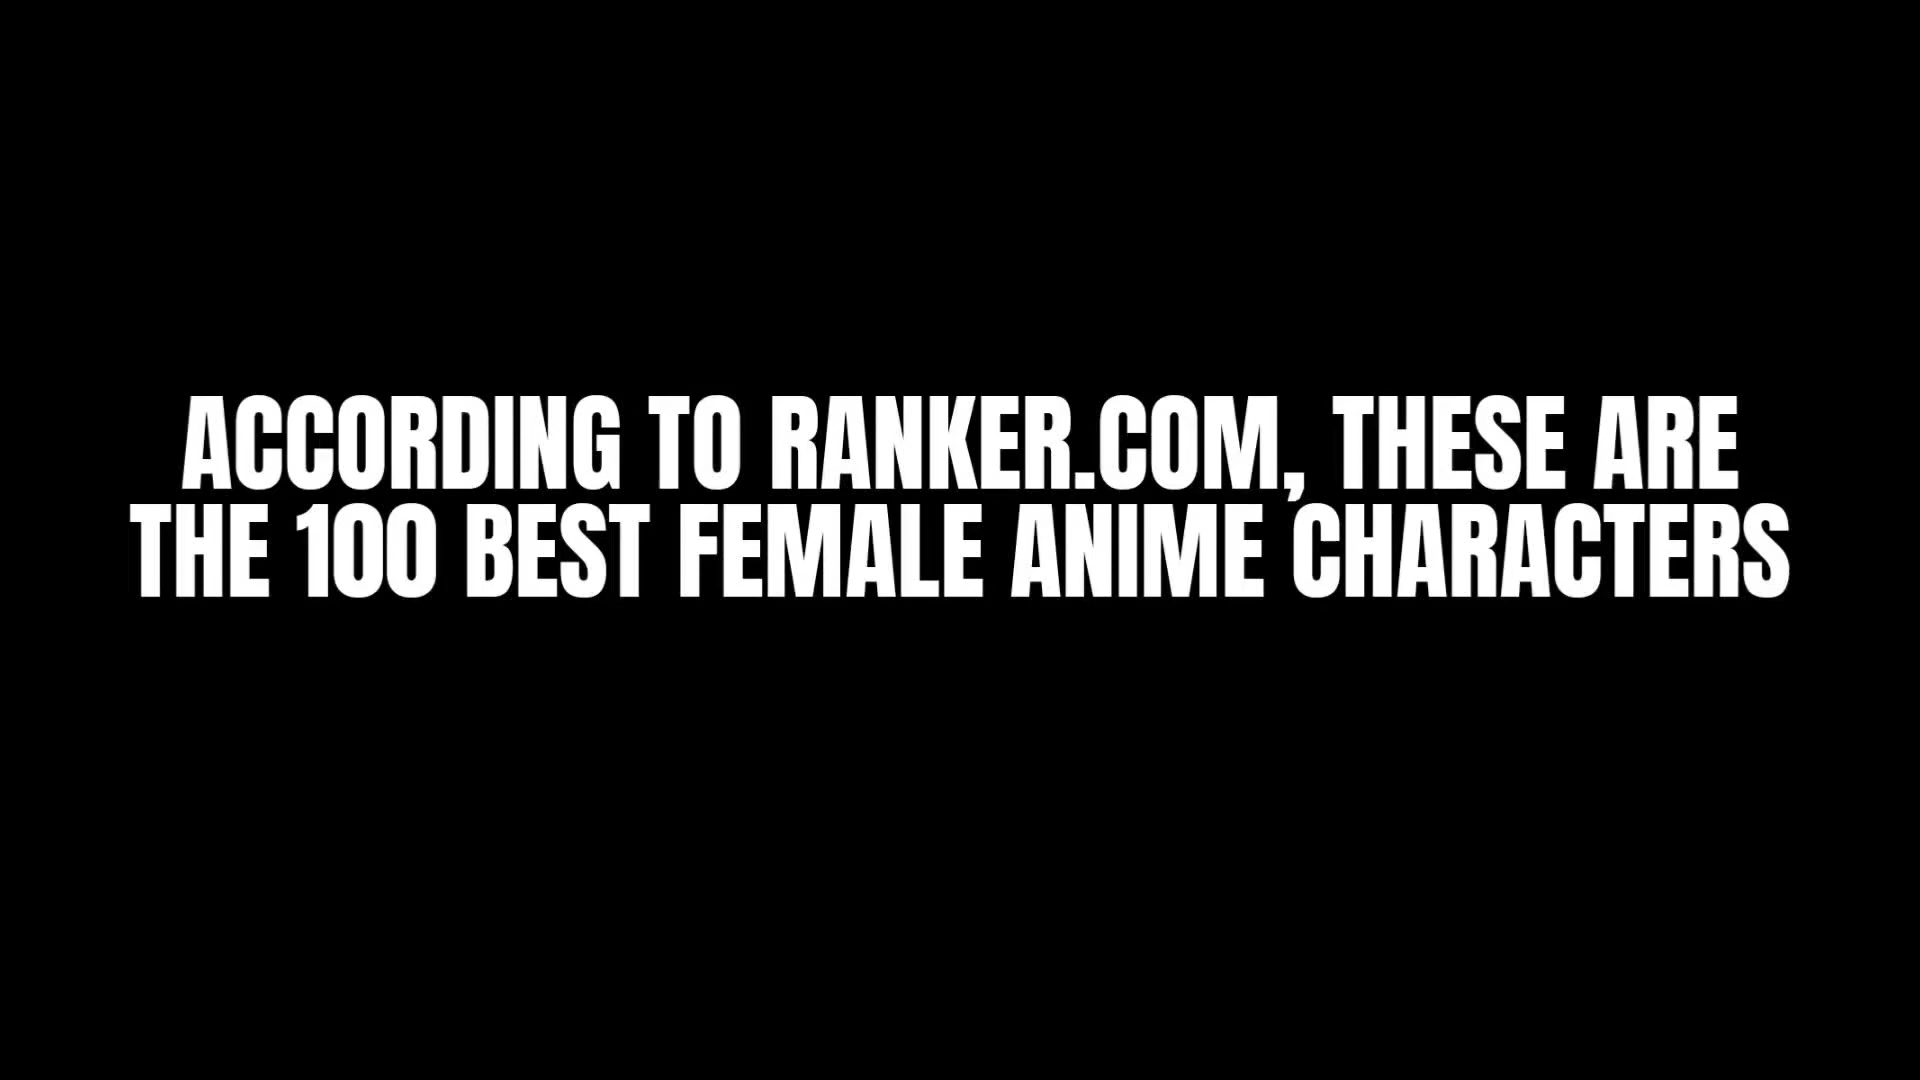 ACCORDING TO RANKER.COM, THESE ARE
THE 100 BEST FEMALE ANIME CHARACTERS